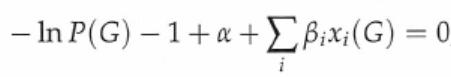 − ln P(G) − 1 + α + ∑ᵢ βᵢxᵢ(G) = 0,